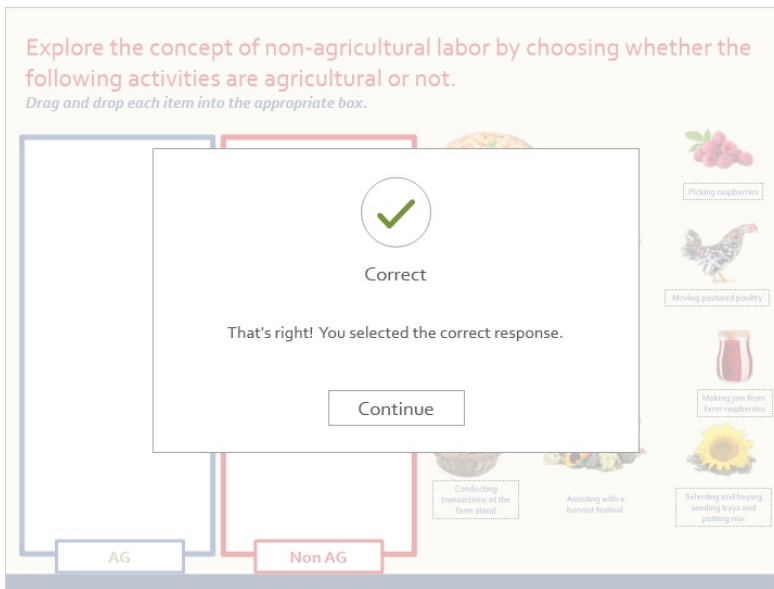 Explore the concept of non-agricultural labor by choosing whether the
following activities are agricultural or not.
Drag and drop each item into the appropriate box.
Picking raspberries
Moving pastured poultry
Correct
That's right! You selected the correct response.
Making jam from
farm raspberries
Continue
Conducting
transactions at the
farm stand
Assisting with a
harvest festival
Selecting and buying
seeding trays and
potting mix
AG
Non AG